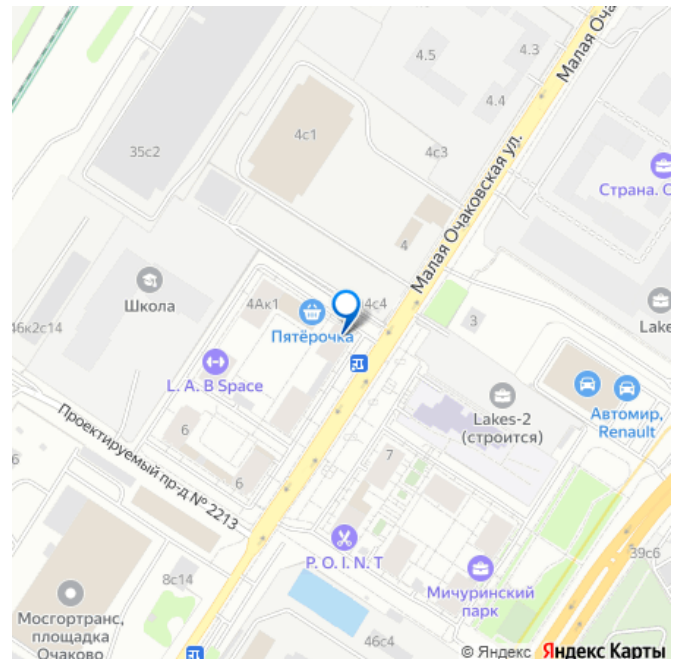 4.5
4.3
Малая Оча
4.4
4с1
35с2
4с3
Малая Очаковская ул.
Страна. О
4
Школа
4Ак1
4с4
Пятёрочка
3
Lake
46к2с14
L. A. B Space
Lakes-2
(строится)
Автомир,
Renault
6
7
6
Проектируемый пр-д № 2213
P. O. I. N. T
39с6
8с14
Мичуринский
парк
Мосгортранс,
площадка
Очаково
46с4
© Яндекс Яндекс Карты